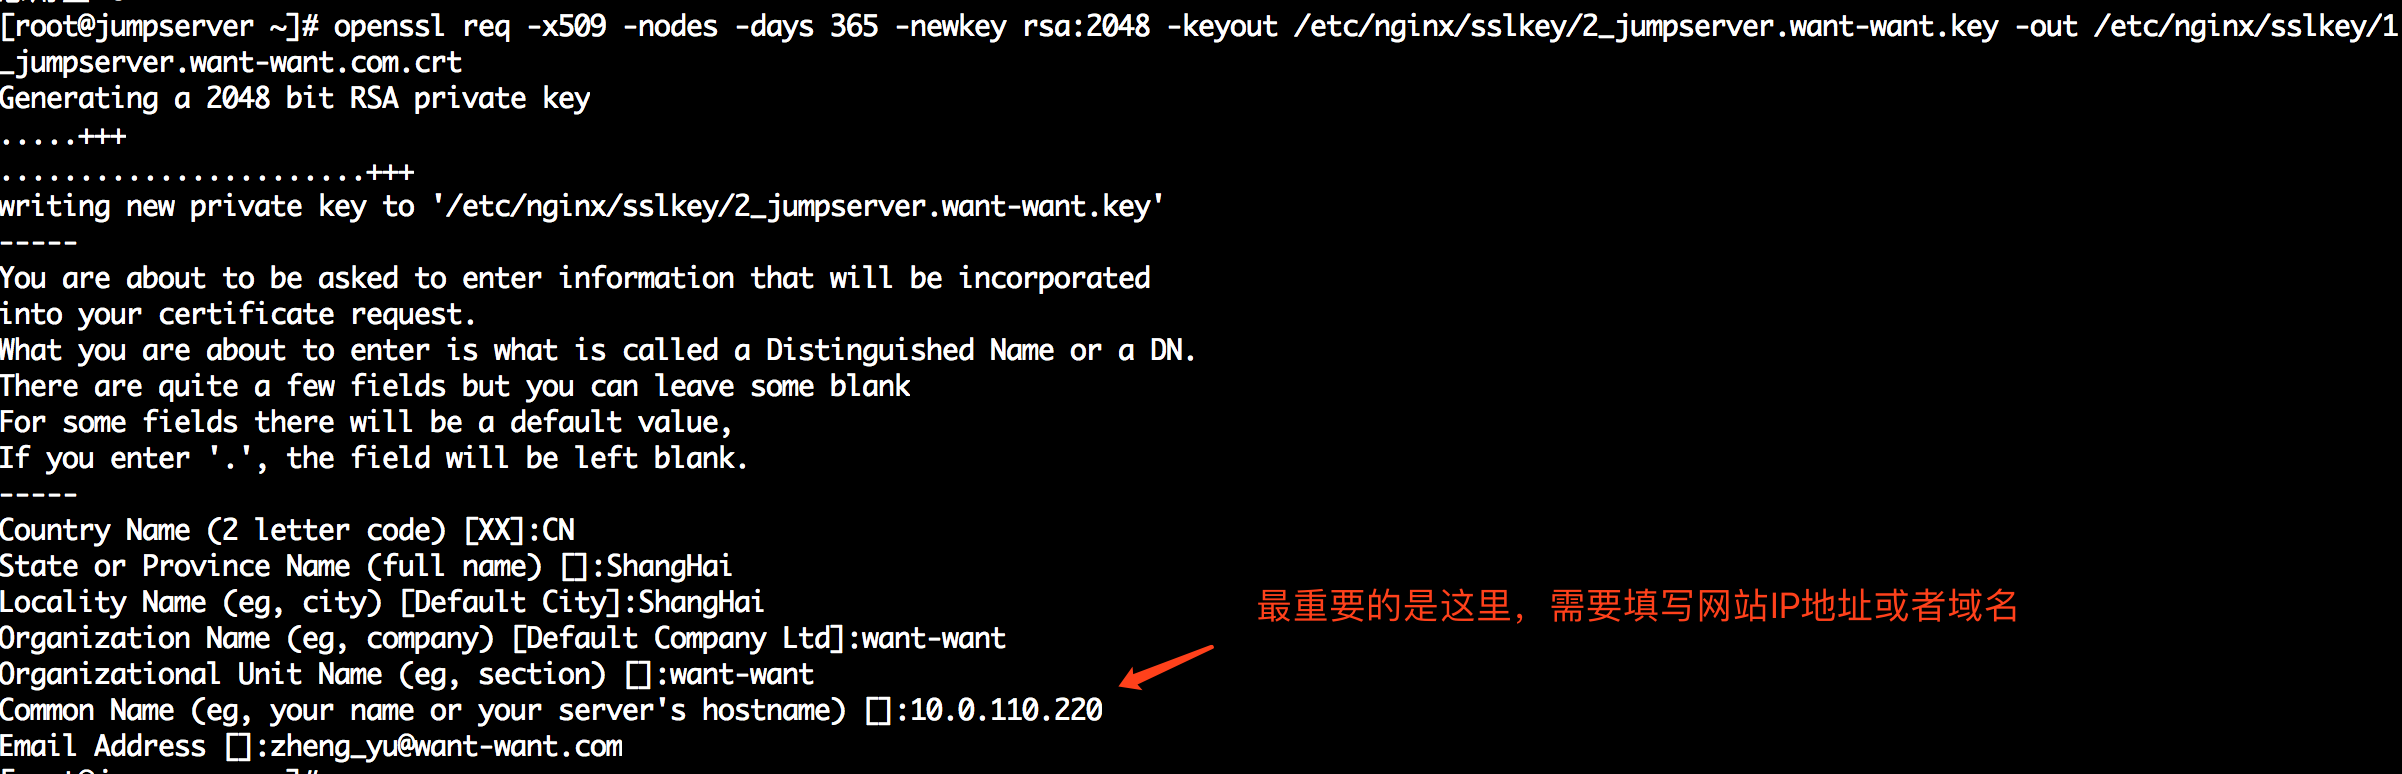 [root@jumpserver ~]# openssl req -x509 -nodes -days 365 -newkey rsa:2048 -keyout /etc/nginx/sslkey/2_jumpserver.want-want.key -out /etc/nginx/sslkey/1
_jumpserver.want-want.com.crt
Generating a 2048 bit RSA private key
.....+++
.......................+++
writing new private key to '/etc/nginx/sslkey/2_jumpserver.want-want.key'
-----
You are about to be asked to enter information that will be incorporated
into your certificate request.
What you are about to enter is what is called a Distinguished Name or a DN.
There are quite a few fields but you can leave some blank
For some fields there will be a default value,
If you enter '.', the field will be left blank.
-----
Country Name (2 letter code) [XX]:CN
State or Province Name (full name) []:ShangHai
Locality Name (eg, city) [Default City]:ShangHai
最重要的是这里，需要填写网站IP地址或者域名
Organization Name (eg, company) [Default Company Ltd]:want-want
Organizational Unit Name (eg, section) []:want-want
Common Name (eg, your name or your server's hostname) []:10.0.110.220
Email Address []:zheng_yu@want-want.com